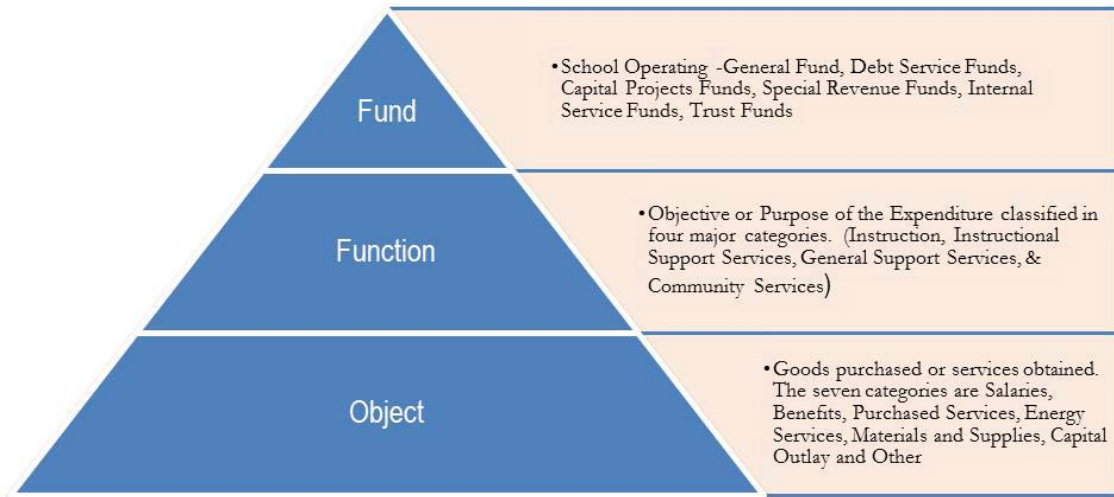 Fund
• School Operating -General Fund, Debt Service Funds,
Capital Projects Funds, Special Revenue Funds, Internal
Service Funds, Trust Funds
Function
• Objective or Purpose of the Expenditure classified in
four major categories. (Instruction, Instructional
Support Services, General Support Services, &
Community Services)
Object
• Goods purchased or services obtained.
The seven categories are Salaries,
Benefits, Purchased Services, Energy
Services, Materials and Supplies, Capital
Outlay and Other